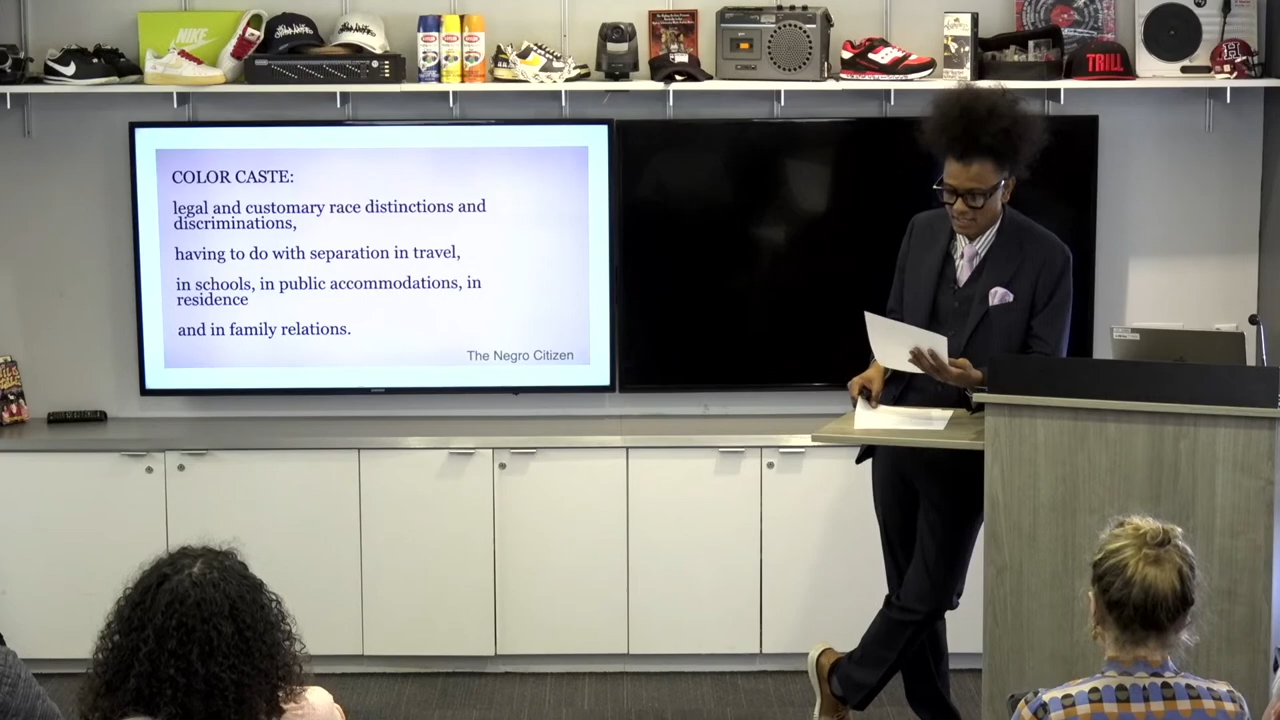 NIKE
TRILL
COLOR CASTE:
legal and customary race distinctions and
discriminations,
having to do with separation in travel,
in schools, in public accommodations, in
residence
and in family relations.
The Negro Citizen